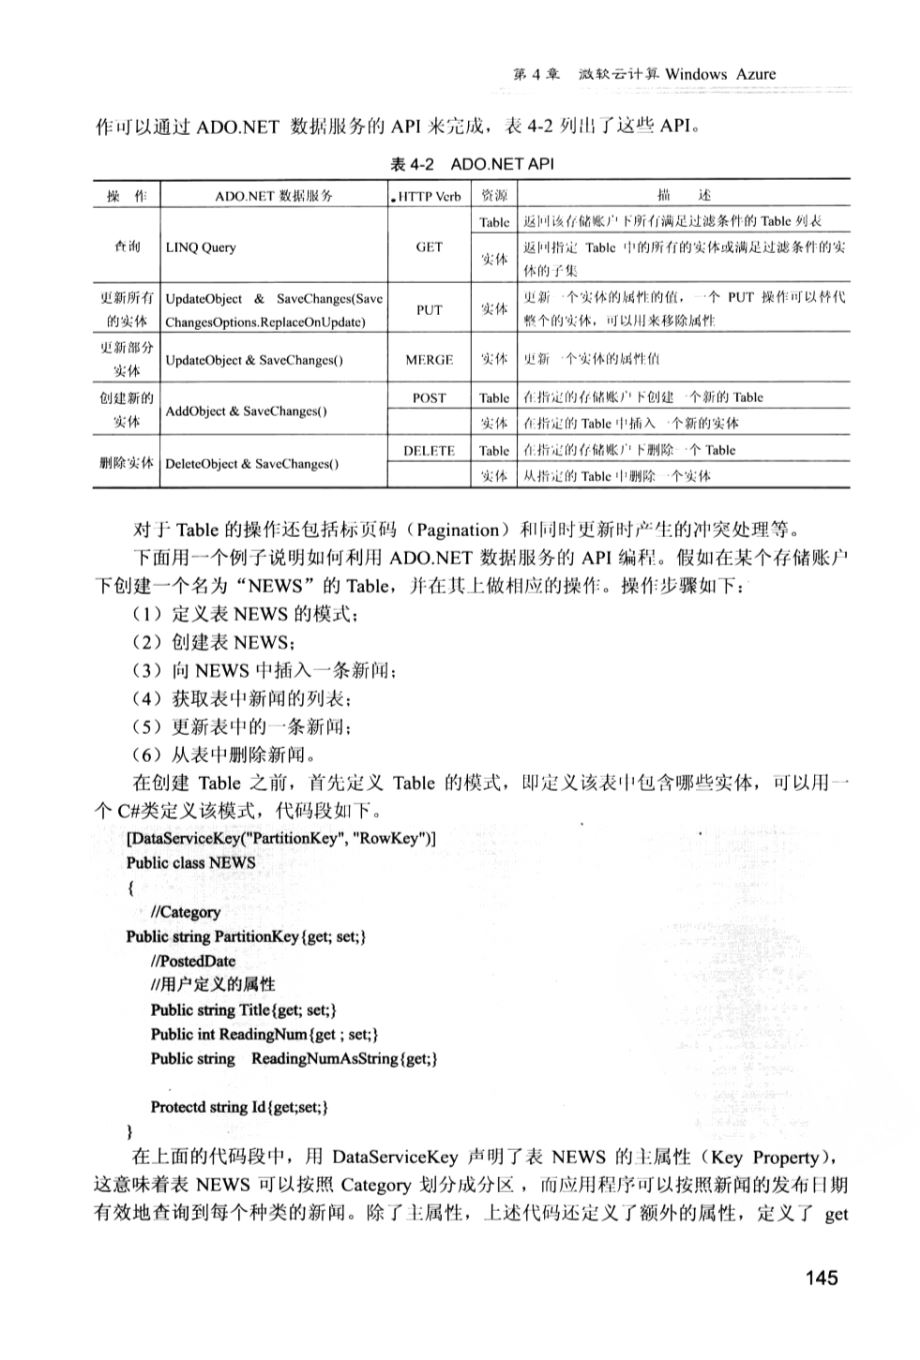 第 4 章 微软云计算 Windows Azure
作可以通过 ADO.NET 数据服务的 API 来完成，表 4-2 列出了这些 API。
表 4-2 ADO.NET API
操 作 ADO.NET 数据服务 HTTP Verb 资源 描 述
查询 LINQ Query GET Table 返回该存储账户下所有满足过滤条件的 Table 列表
实体 返回指定 Table 中的所有的实体或满足过滤条件的实
体的子集
更新所有 UpdateObject & SaveChanges(Save PUT 实体 更新一个实体的属性的值，一个 PUT 操作可以替代
的实体 ChangesOptions.ReplaceOnUpdate) 整个的实体，可以用来移除属性
更新部分
实体 UpdateObject & SaveChanges() MERGE 实体 更新一个实体的属性值
创建新的 AddObject & SaveChanges() POST Table 在指定的存储账户下创建一个新的 Table
实体 实体 在指定的 Table 中插入一个新的实体
删除实体 DeleteObject & SaveChanges() DELETE Table 在指定的存储账户下删除一个 Table
实体 从指定的 Table 中删除一个实体
对于 Table 的操作还包括标页码（Pagination）和同时更新时产生的冲突处理等。
下面用一个例子说明如何利用 ADO.NET 数据服务的 API 编程。假如在某个存储账户
下创建一个名为“NEWS”的 Table，并在其上做相应的操作。操作步骤如下：
（1）定义表 NEWS 的模式；
（2）创建表 NEWS；
（3）向 NEWS 中插入一条新闻；
（4）获取表中新闻的列表；
（5）更新表中的一条新闻；
（6）从表中删除新闻。
在创建 Table 之前，首先定义 Table 的模式，即定义该表中包含哪些实体，可以用一
个 C#类定义该模式，代码段如下。
[DataServiceKey("PartitionKey", "RowKey")]
Public class NEWS
{
//Category
Public string PartitionKey{get; set;}
//PostedDate
//用户定义的属性
Public string Title{get; set;}
Public int ReadingNum{get ; set;}
Public string ReadingNumAsString{get;}
Protectd string Id{get;set;}
}
在上面的代码段中，用 DataServiceKey 声明了表 NEWS 的主属性（Key Property），
这意味着表 NEWS 可以按照 Category 划分成分区，而应用程序可以按照新闻的发布日期
有效地查询到每个种类的新闻。除了主属性，上述代码还定义了额外的属性，定义了 get
145